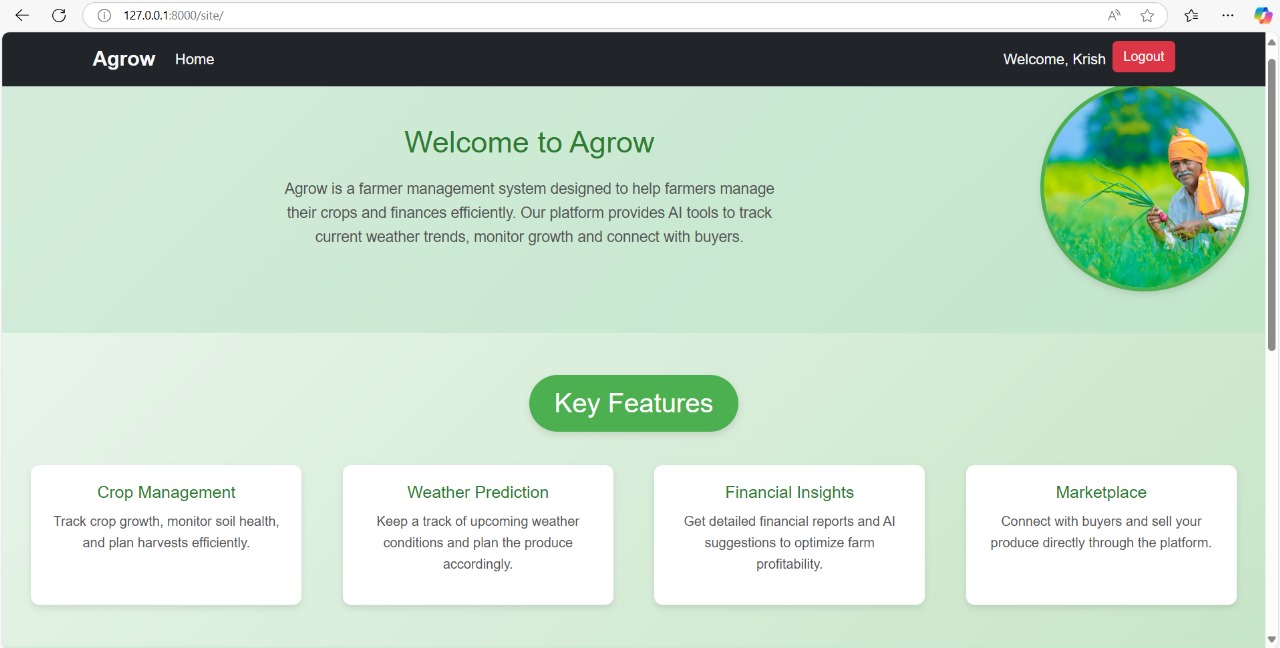 127.0.0.1:8000/site/
Agrow Home Welcome, Krish Logout
Welcome to Agrow
Agrow is a farmer management system designed to help farmers manage
their crops and finances efficiently. Our platform provides AI tools to track
current weather trends, monitor growth and connect with buyers.
Key Features
Crop Management
Track crop growth, monitor soil health,
and plan harvests efficiently.
Weather Prediction
Keep a track of upcoming weather
conditions and plan the produce
accordingly.
Financial Insights
Get detailed financial reports and AI
suggestions to optimize farm
profitability.
Marketplace
Connect with buyers and sell your
produce directly through the platform.